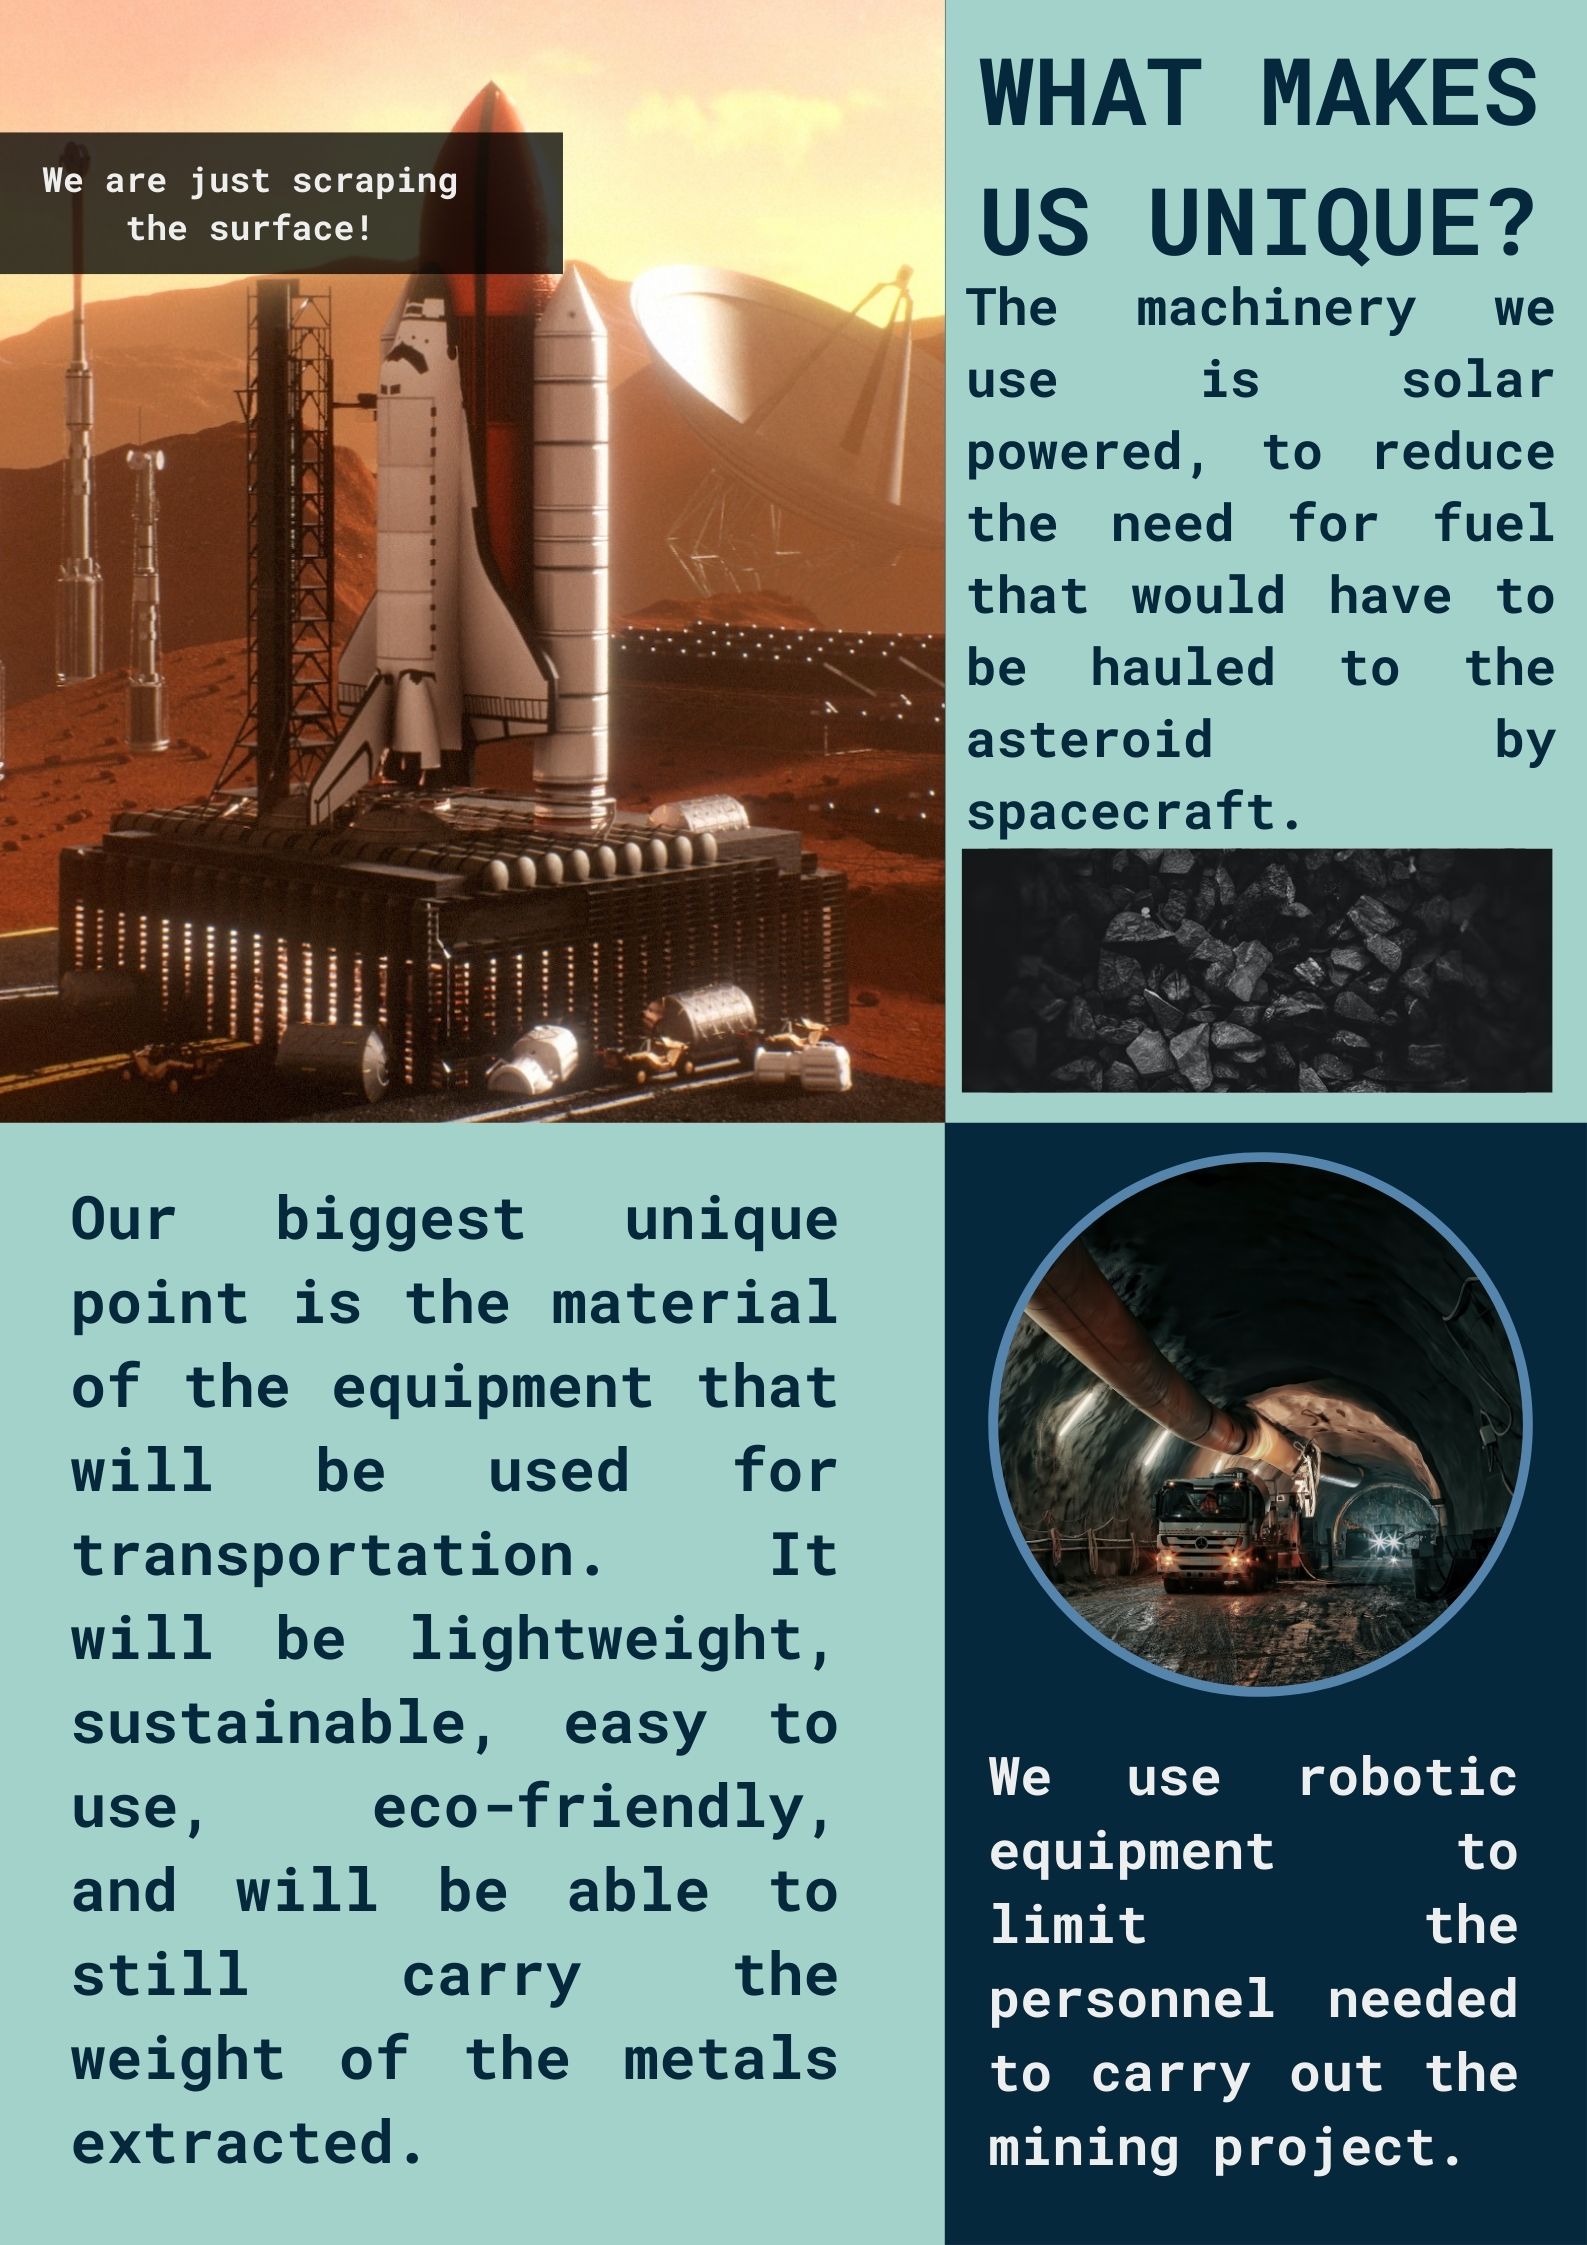 We are just scraping
the surface!
WHAT MAKES
US UNIQUE?
The machinery we
use is solar
powered, to reduce
the need for fuel
that would have to
be hauled to the
asteroid by
spacecraft.
Our biggest unique
point is the material
of the equipment that
will be used for
transportation. It
will be lightweight,
sustainable, easy to
use, eco-friendly,
and will be able to
still carry the
weight of the metals
extracted.
We use robotic
equipment to
limit the
personnel needed
to carry out the
mining project.